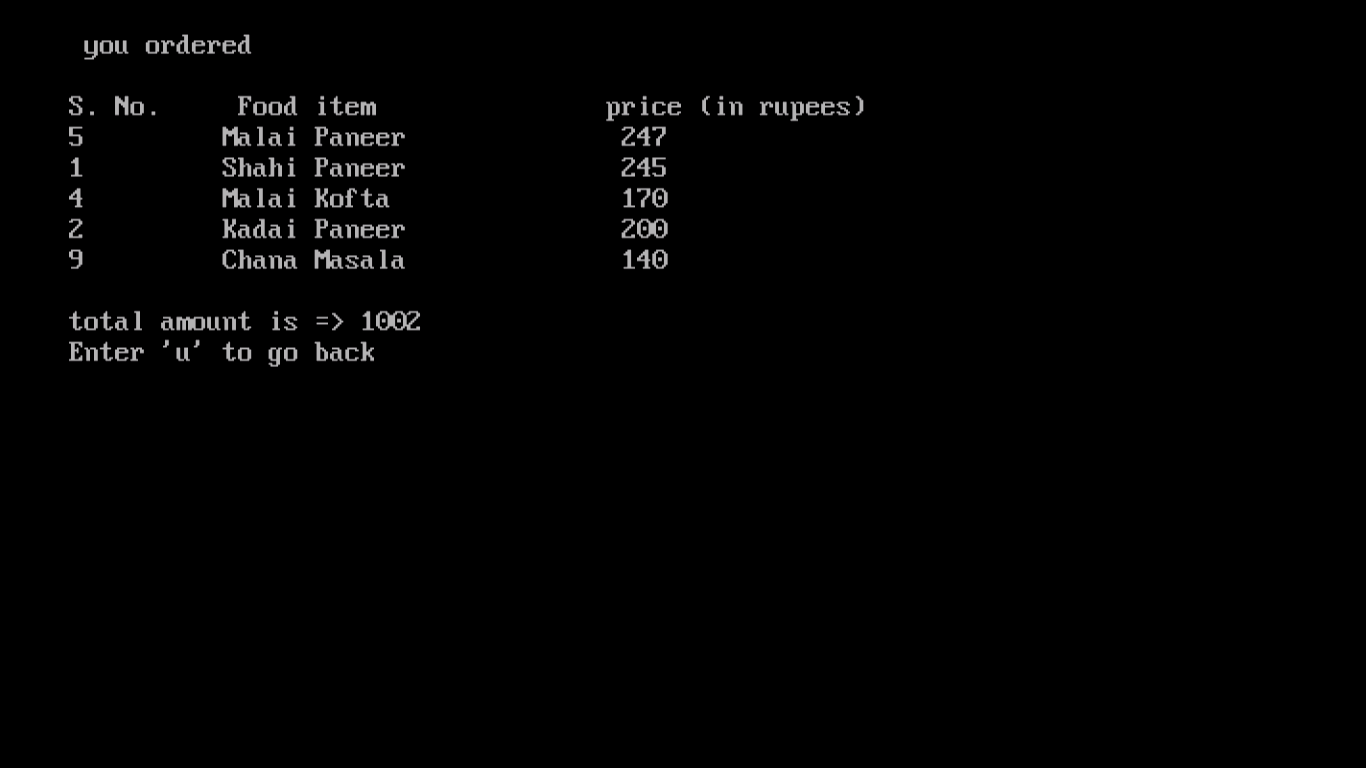 you ordered
S. No. Food item price (in rupees)
5 Malai Paneer 247
1 Shahi Paneer 245
4 Malai Kofta 170
2 Kadai Paneer 200
9 Chana Masala 140
total amount is => 1002
Enter 'u' to go back